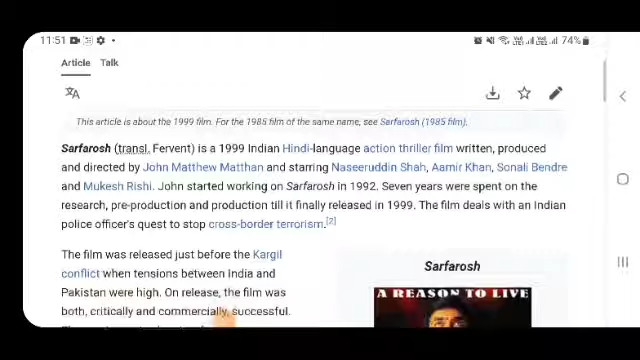 11:51 74%
Article Talk
This article is about the 1999 film. For the 1985 film of the same name, see Sarfarosh (1985 film).
Sarfarosh (transl. Fervent) is a 1999 Indian Hindi-language action thriller film written, produced
and directed by John Matthew Matthan and starring Naseeruddin Shah, Aamir Khan, Sonali Bendre
and Mukesh Rishi. John started working on Sarfarosh in 1992. Seven years were spent on the
research, pre-production and production till it finally released in 1999. The film deals with an Indian
police officer's quest to stop cross-border terrorism.[2]
The film was released just before the Kargil
conflict when tensions between India and
Pakistan were high. On release, the film was
both, critically and commercially, successful.
Sarfarosh
A REASON TO LIVE